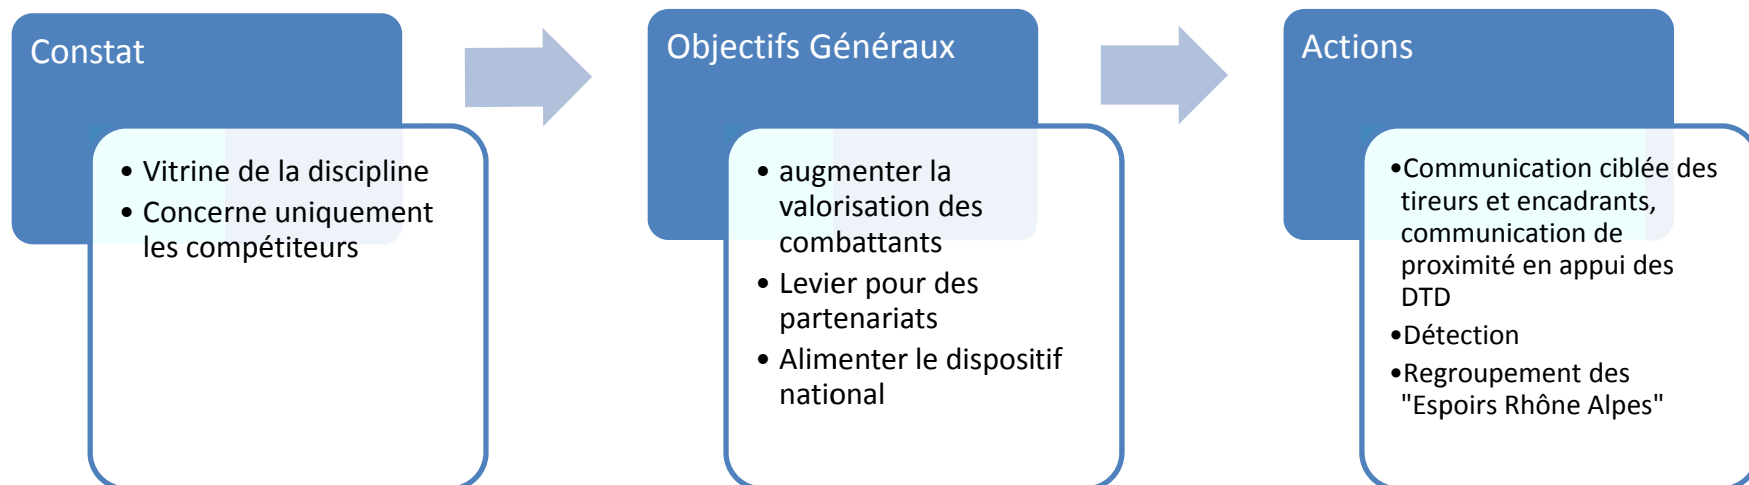 Constat
• Vitrine de la discipline
• Concerne uniquement
les compétiteurs
Objectifs Généraux
• augmenter la
valorisation des
combattants
• Levier pour des
partenariats
• Alimenter le dispositif
national
Actions
•Communication ciblée des
tireurs et encadrants,
communication de
proximité en appui des
DTD
•Détection
•Regroupement des
"Espoirs Rhône Alpes"